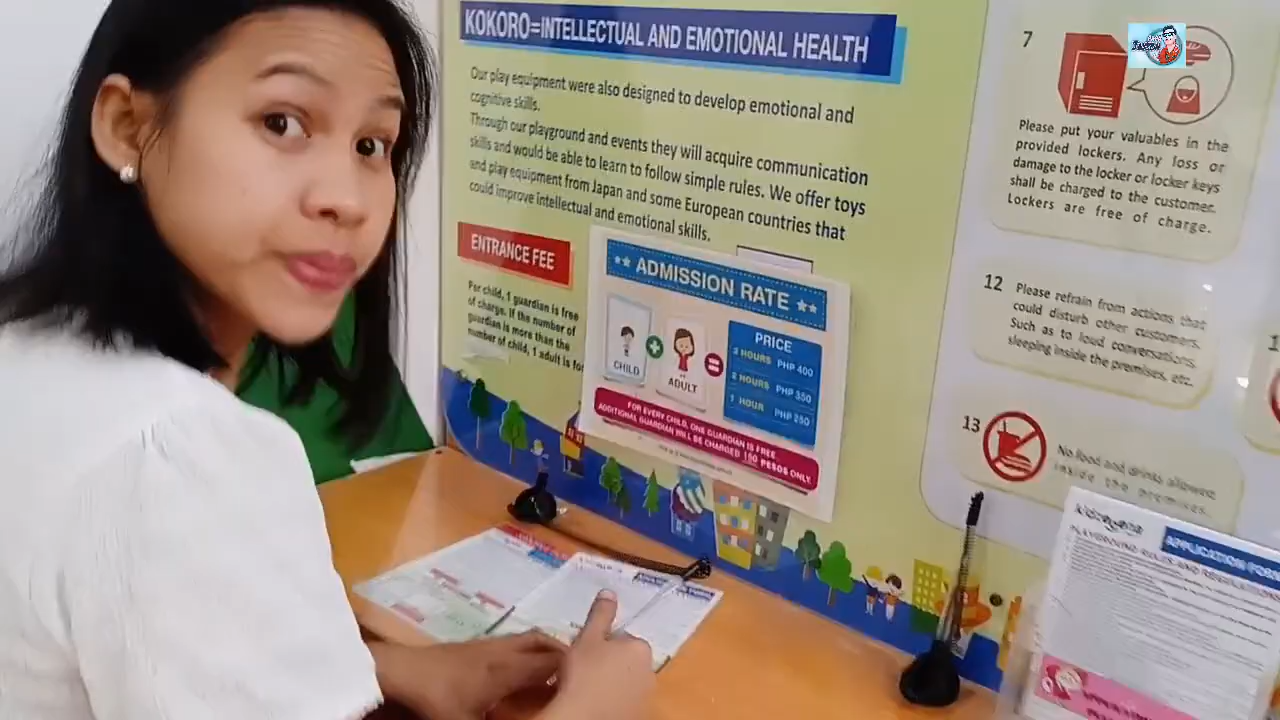 KOKORO=INTELLECTUAL AND EMOTIONAL HEALTH
Our play equipment were also designed to develop emotional and
cognitive skills.
Through our playground and events they will acquire communication
skills and would be able to learn to follow simple rules. We offer toys
and play equipment from Japan and some European countries that
could improve intellectual and emotional skills.
ENTRANCE FEE
For child, 1 guardian is free
of charge. If the number of
guardian is more than the
number of child, 1 adult is for
★★ ADMISSION RATE ★★
CHILD
ADULT
PRICE
3 HOURS PHP 400
2 HOURS PHP 350
1 HOUR PHP 250
FOR EVERY CHILD, ONE GUARDIAN IS FREE.
ADDITIONAL GUARDIAN WILL BE CHARGED 150 PESOS ONLY.
7
Please put your valuables in the
provided lockers. Any loss or
damage to the locker or locker keys
shall be charged to the customer.
Lockers are free of charge.
12
Please refrain from actions that
could disturb other customers.
Such as to loud conversations,
sleeping inside the premises, etc.
13
No food and drinks allowed
inside the premises.
APPLICATION FORM
PLAYGROUND RULES AND REGULATIONS